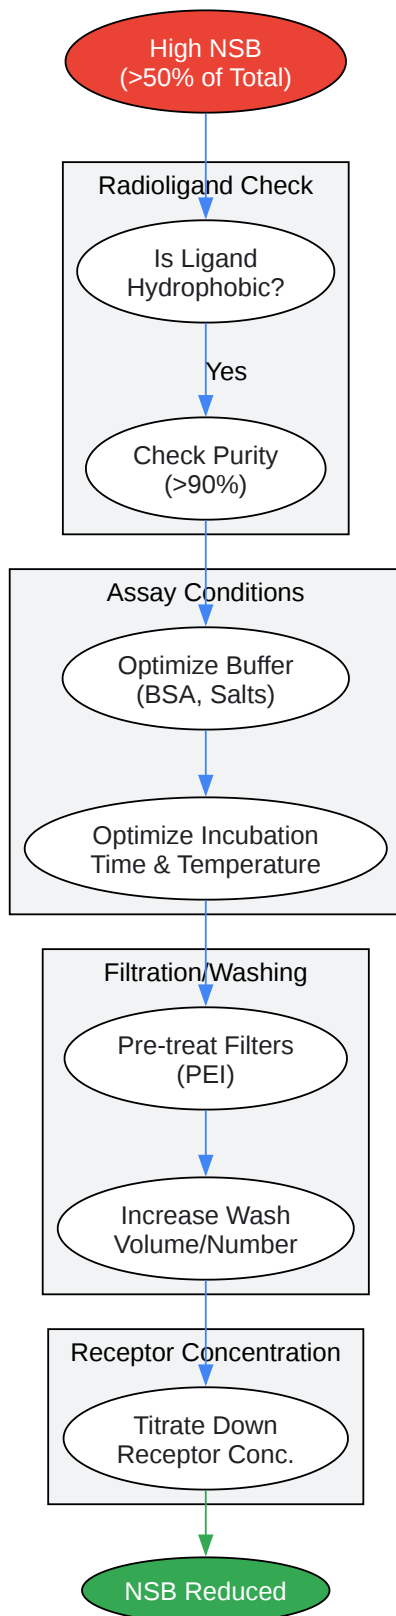 High NSB
(>50% of Total)
Radioligand Check
Is Ligand
Hydrophobic?
Yes
Check Purity
(>90%)
Assay Conditions
Optimize Buffer
(BSA, Salts)
Optimize Incubation
Time & Temperature
Filtration/Washing
Pre-treat Filters
(PEI)
Increase Wash
Volume/Number
Receptor Concentration
Titrate Down
Receptor Conc.
NSB Reduced